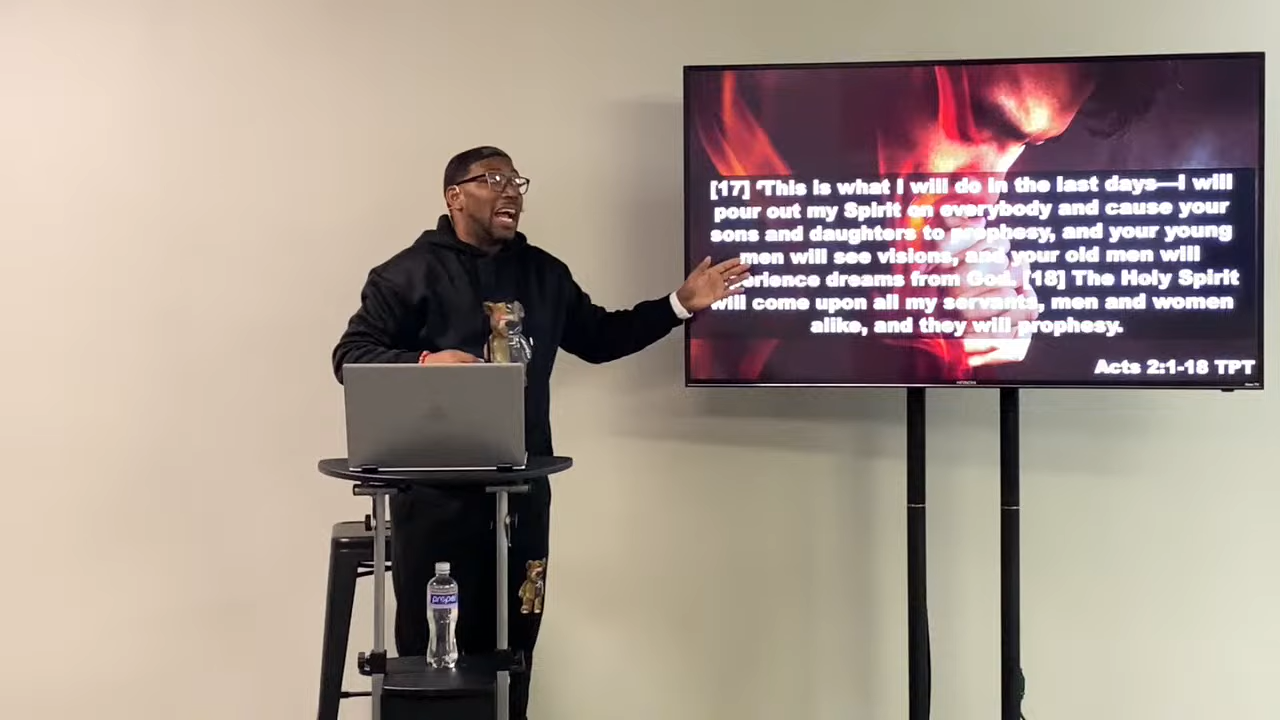 [17] ‘This is what I will do in the last days—I will
pour out my Spirit on everybody and cause your
sons and daughters to prophesy, and your young
men will see visions, and your old men will
dreams from God. [18] The Holy Spirit
will come upon all my servants, men and women
alike, and they will prophesy.
Acts 2:1-18 TPT
HITACHI
propel